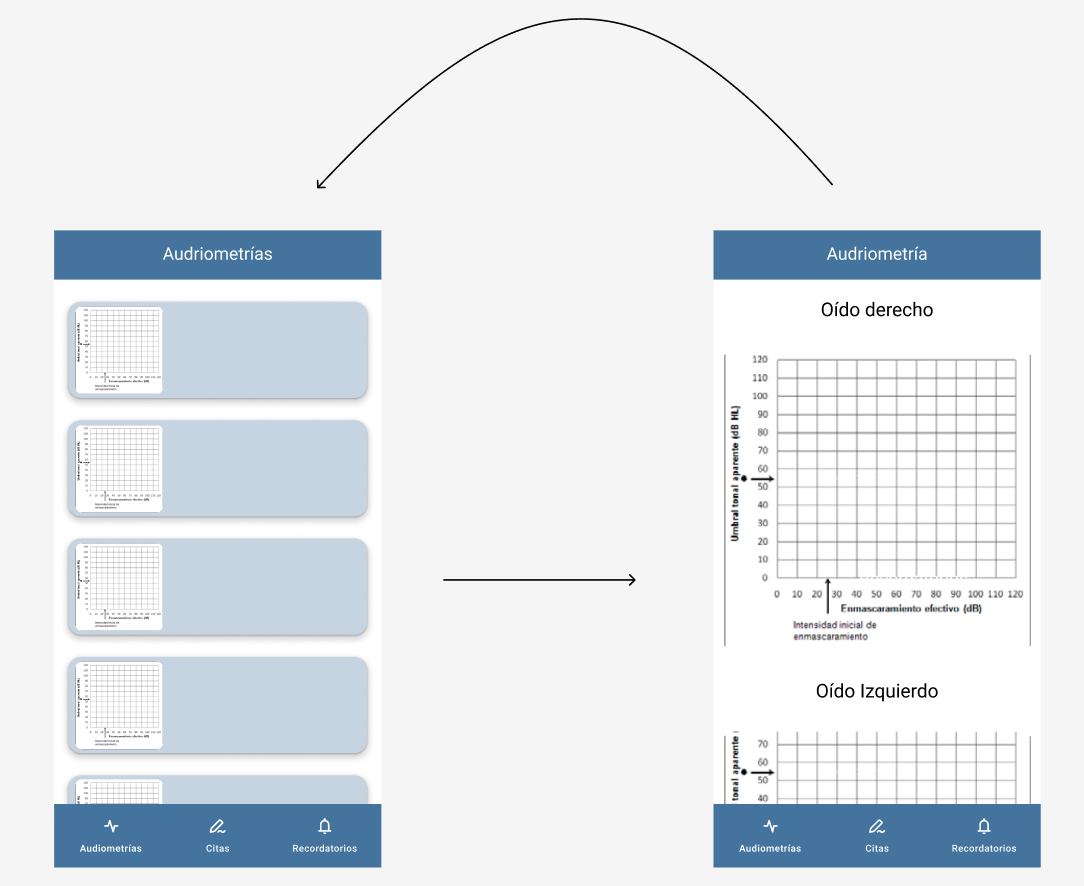 Audriometrías
Audiometrías
Citas
Recordatorios
Audriometría
Oído derecho
120
110
100
90
80
70
60
50
40
30
20
10
0
Umbral tonal aparente (dB HL)
0 10 20 30 40 50 60 70 80 90 100 110 120
Enmascaramiento efectivo (dB)
Intensidad inicial de
enmascaramiento
Oído Izquierdo
70
60
50
40
tonal aparente
Audiometrías
Citas
Recordatorios